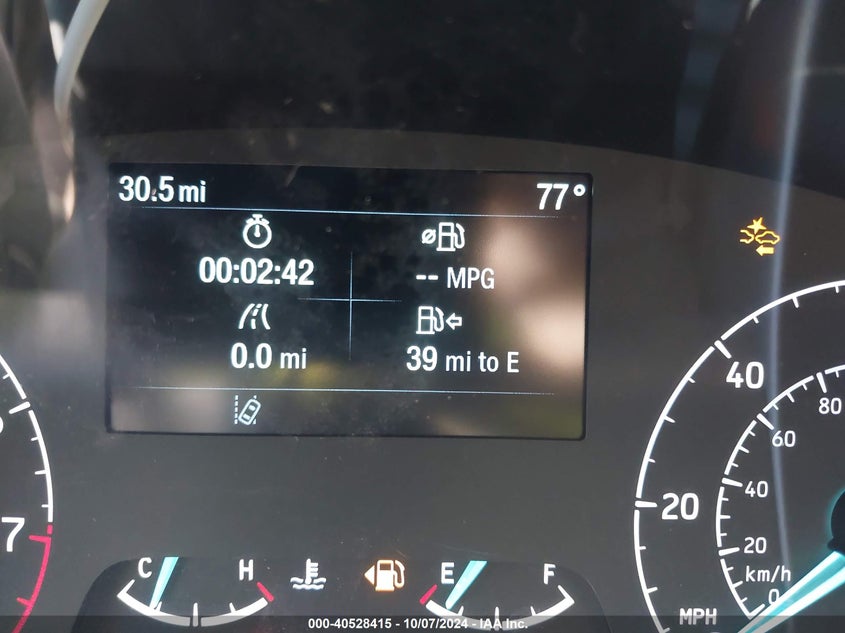 30.5 mi 77°
00:02:42 -- MPG
0.0 mi 39 mi to E
40
80
60
20
40
7
20
C H E F
km/h
0
MPH
000-40528415 - 10/07/2024 - IAA Inc.